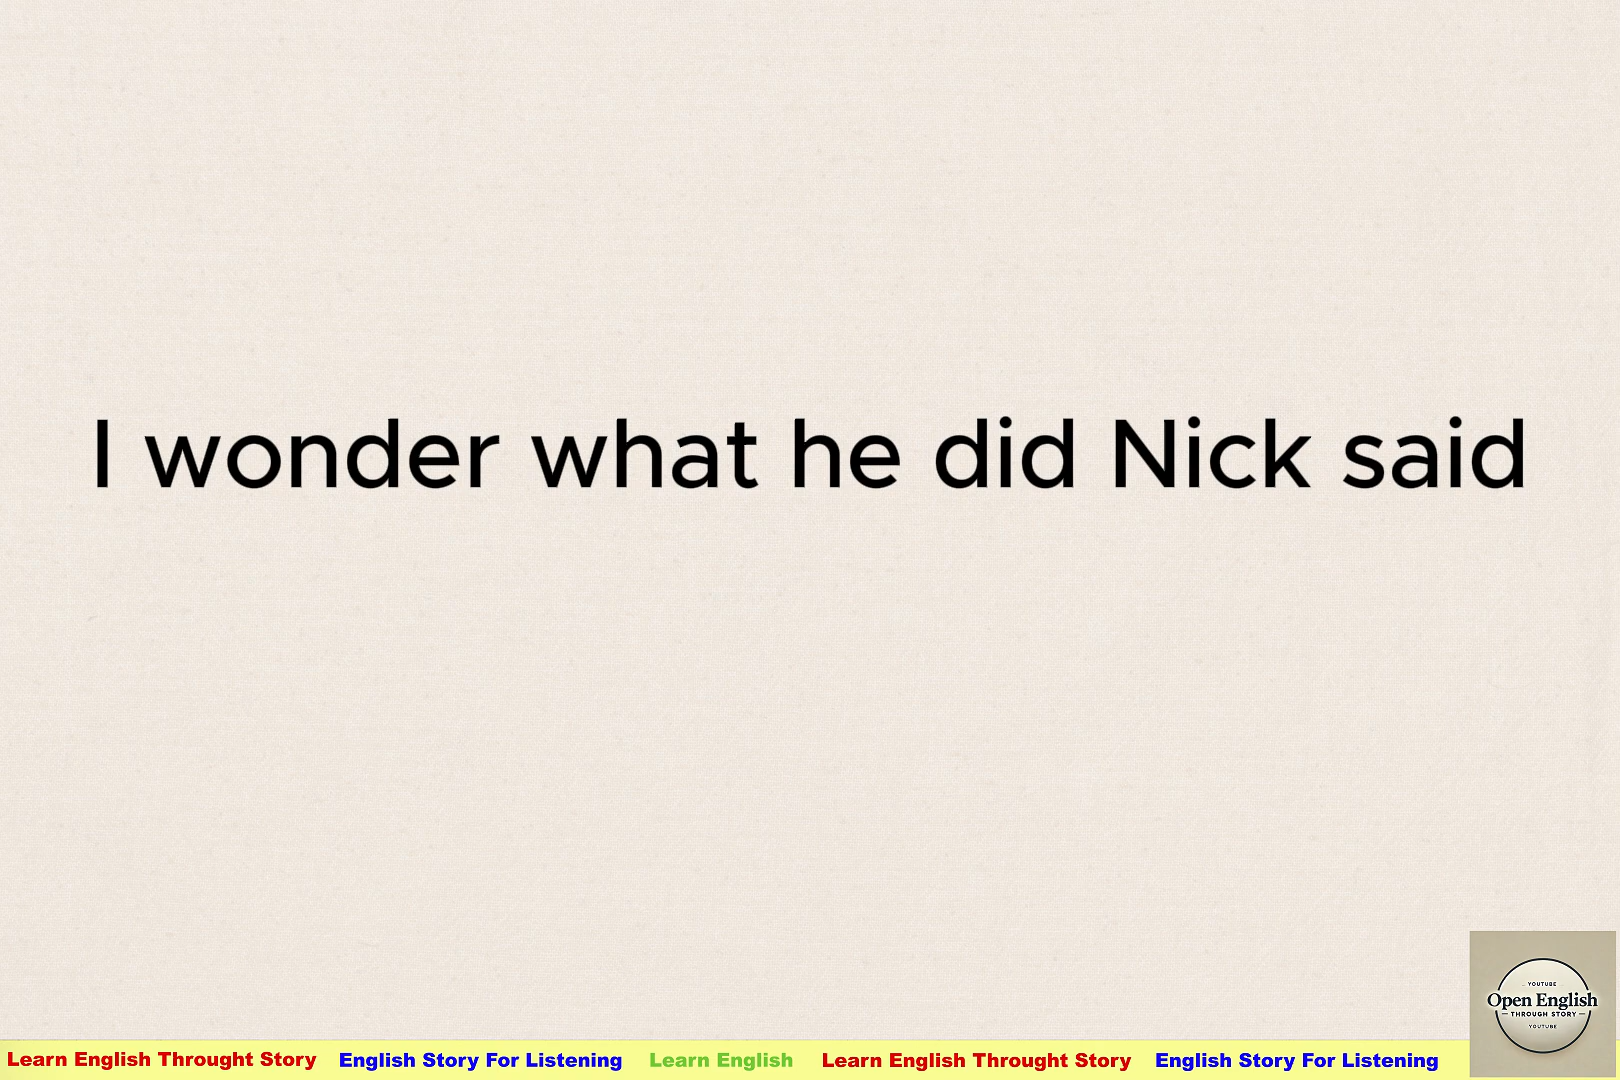 I wonder what he did Nick said
YOUTUBE
Open English
THROUGH STORY
YOUTUBE
Learn English Throught Story English Story For Listening Learn English Learn English Throught Story English Story For Listening